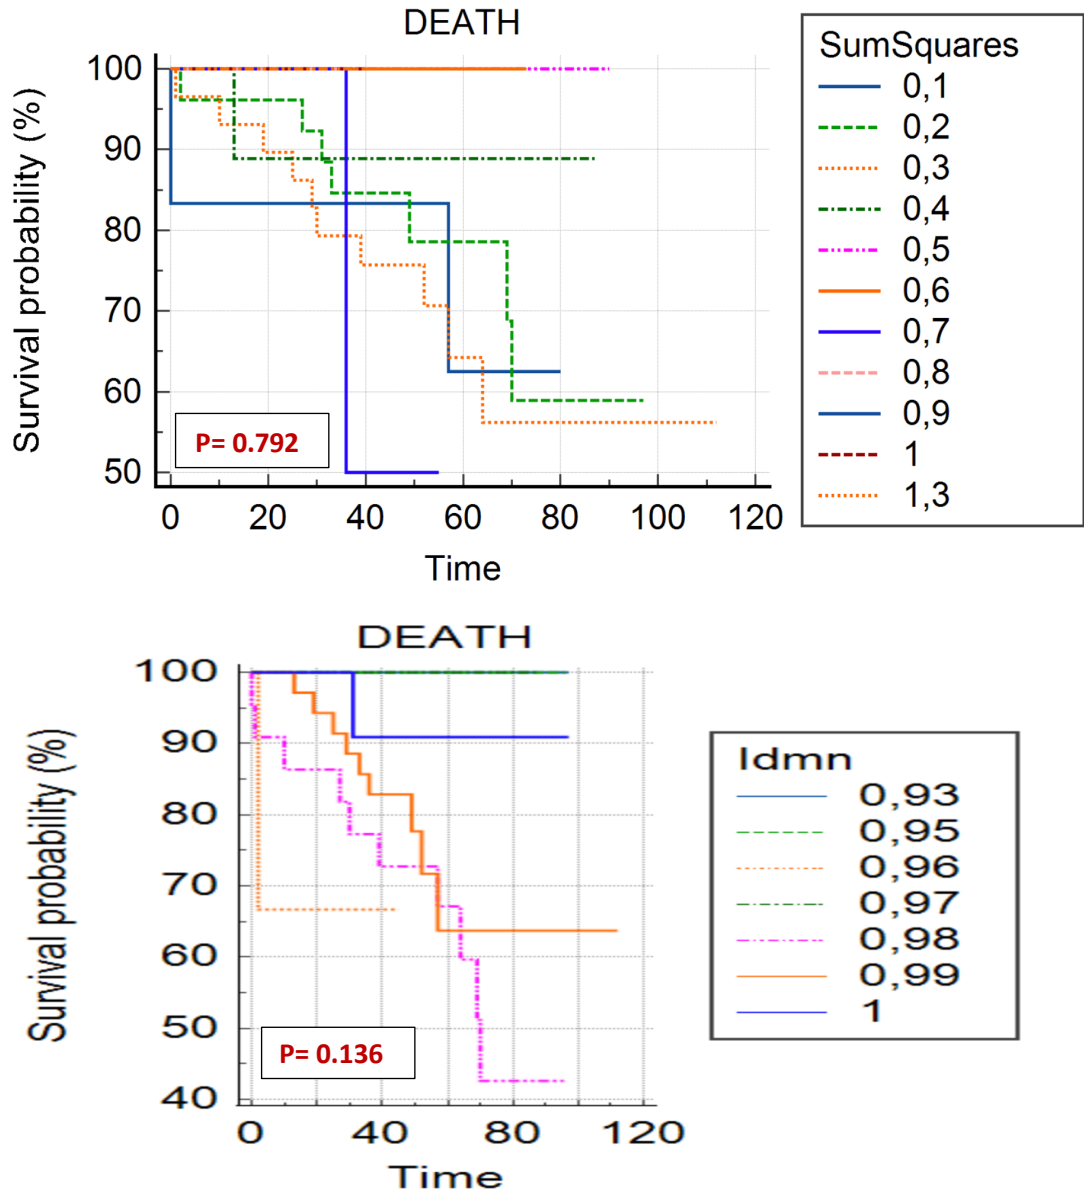 DEATH
Survival probability (%)
100
90
80
70
60
50
P= 0.792
0 20 40 60 80 100 120
Time
SumSquares
0,1
0,2
0,3
0,4
0,5
0,6
0,7
0,8
0,9
1
1,3
DEATH
Survival probability (%)
100
90
80
70
60
50
40
P= 0.136
0 40 80 120
Time
Idmn
0,93
0,95
0,96
0,97
0,98
0,99
1